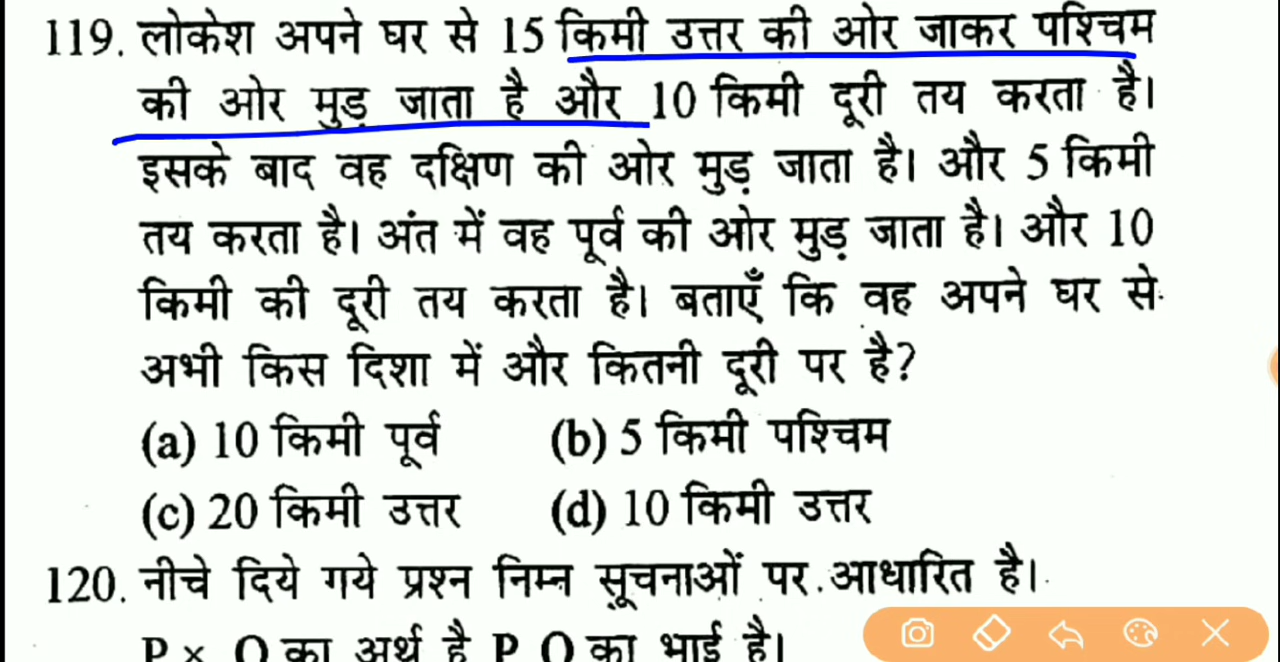 119. लोकेश अपने घर से 15 किमी उत्तर की ओर जाकर पश्चिम
की ओर मुड़ जाता है और 10 किमी दूरी तय करता है।
इसके बाद वह दक्षिण की ओर मुड़ जाता है। और 5 किमी
तय करता है। अंत में वह पूर्व की ओर मुड़ जाता है। और 10
किमी की दूरी तय करता है। बताएँ कि वह अपने घर से
अभी किस दिशा में और कितनी दूरी पर है?
(a) 10 किमी पूर्व (b) 5 किमी पश्चिम
(c) 20 किमी उत्तर (d) 10 किमी उत्तर
120. नीचे दिये गये प्रश्न निम्न सूचनाओं पर आधारित है।
P × Q का अर्थ है P Q का भाई है।